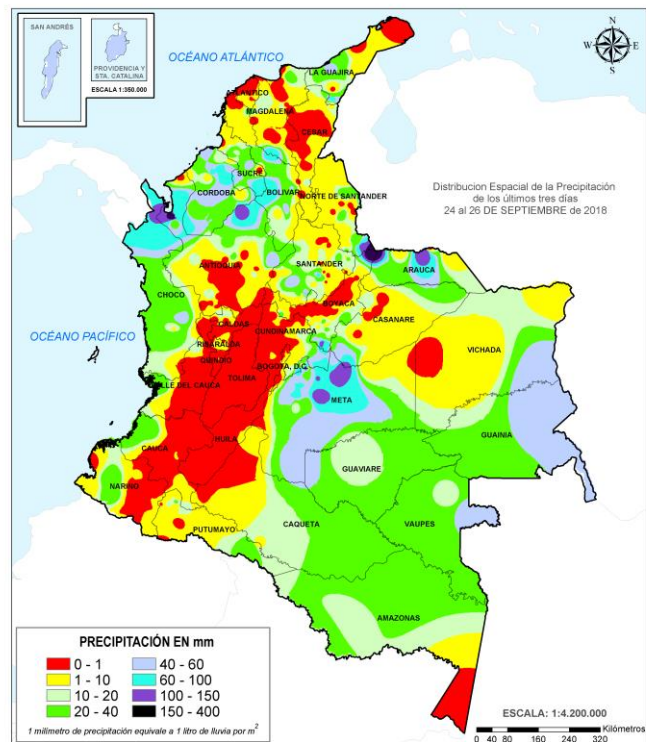 SAN ANDRÉS
PROVIDENCIA Y
STA. CATALINA
ESCALA 1:350.000
OCÉANO ATLÁNTICO
N
W E
S
LA GUAJIRA
ATLANTICO
MAGDALENA
CESAR
SUCRE
CORDOBA
BOLIVAR
NORTE DE SANTANDER
Distribucion Espacial de la Precipitación
de los últimos tres días
24 al 26 DE SEPTIEMBRE de 2018
ANTIOQUIA
SANTANDER
ARAUCA
CHOCO
BOYACA
CASANARE
OCÉANO PACÍFICO
CALDAS
CUNDINAMARCA
VICHADA
RISARALDA
QUINDIO
BOGOTA, D.C.
TOLIMA
VALLE DEL CAUCA
META
GUAINIA
HUILA
CAUCA
GUAVIARE
NARIÑO
PUTUMAYO
CAQUETA
VAUPES
AMAZONAS
PRECIPITACIÓN EN mm
0 - 1 40 - 60
1 - 10 60 - 100
10 - 20 100 - 150
20 - 40 150 - 400
1 milimetro de precipitación equivale a 1 litro de lluvia por m²
ESCALA: 1:4.200.000
Kilómetros
0 40 80 160 240 320